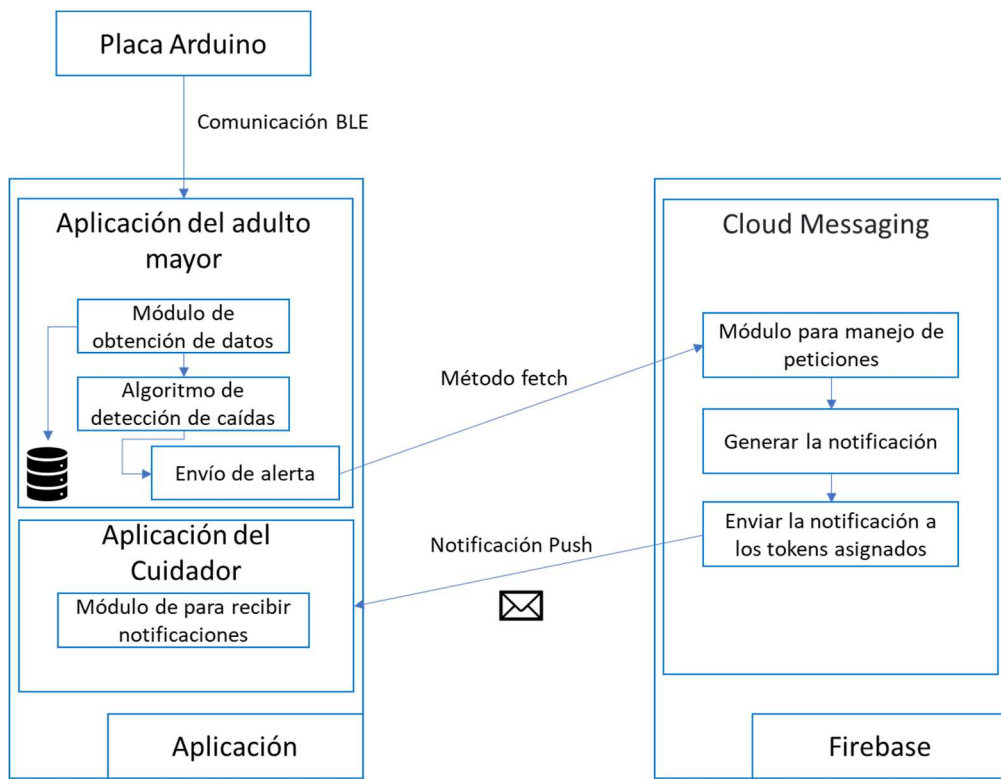 Placa Arduino
Comunicación BLE
Aplicación del adulto
mayor
Módulo de
obtención de datos
Algoritmo de
detección de caídas
Envío de alerta
Aplicación del
Cuidador
Módulo de para recibir
notificaciones
Aplicación
Método fetch
Notificación Push
Cloud Messaging
Módulo para manejo de
peticiones
Generar la notificación
Enviar la notificación a
los tokens asignados
Firebase